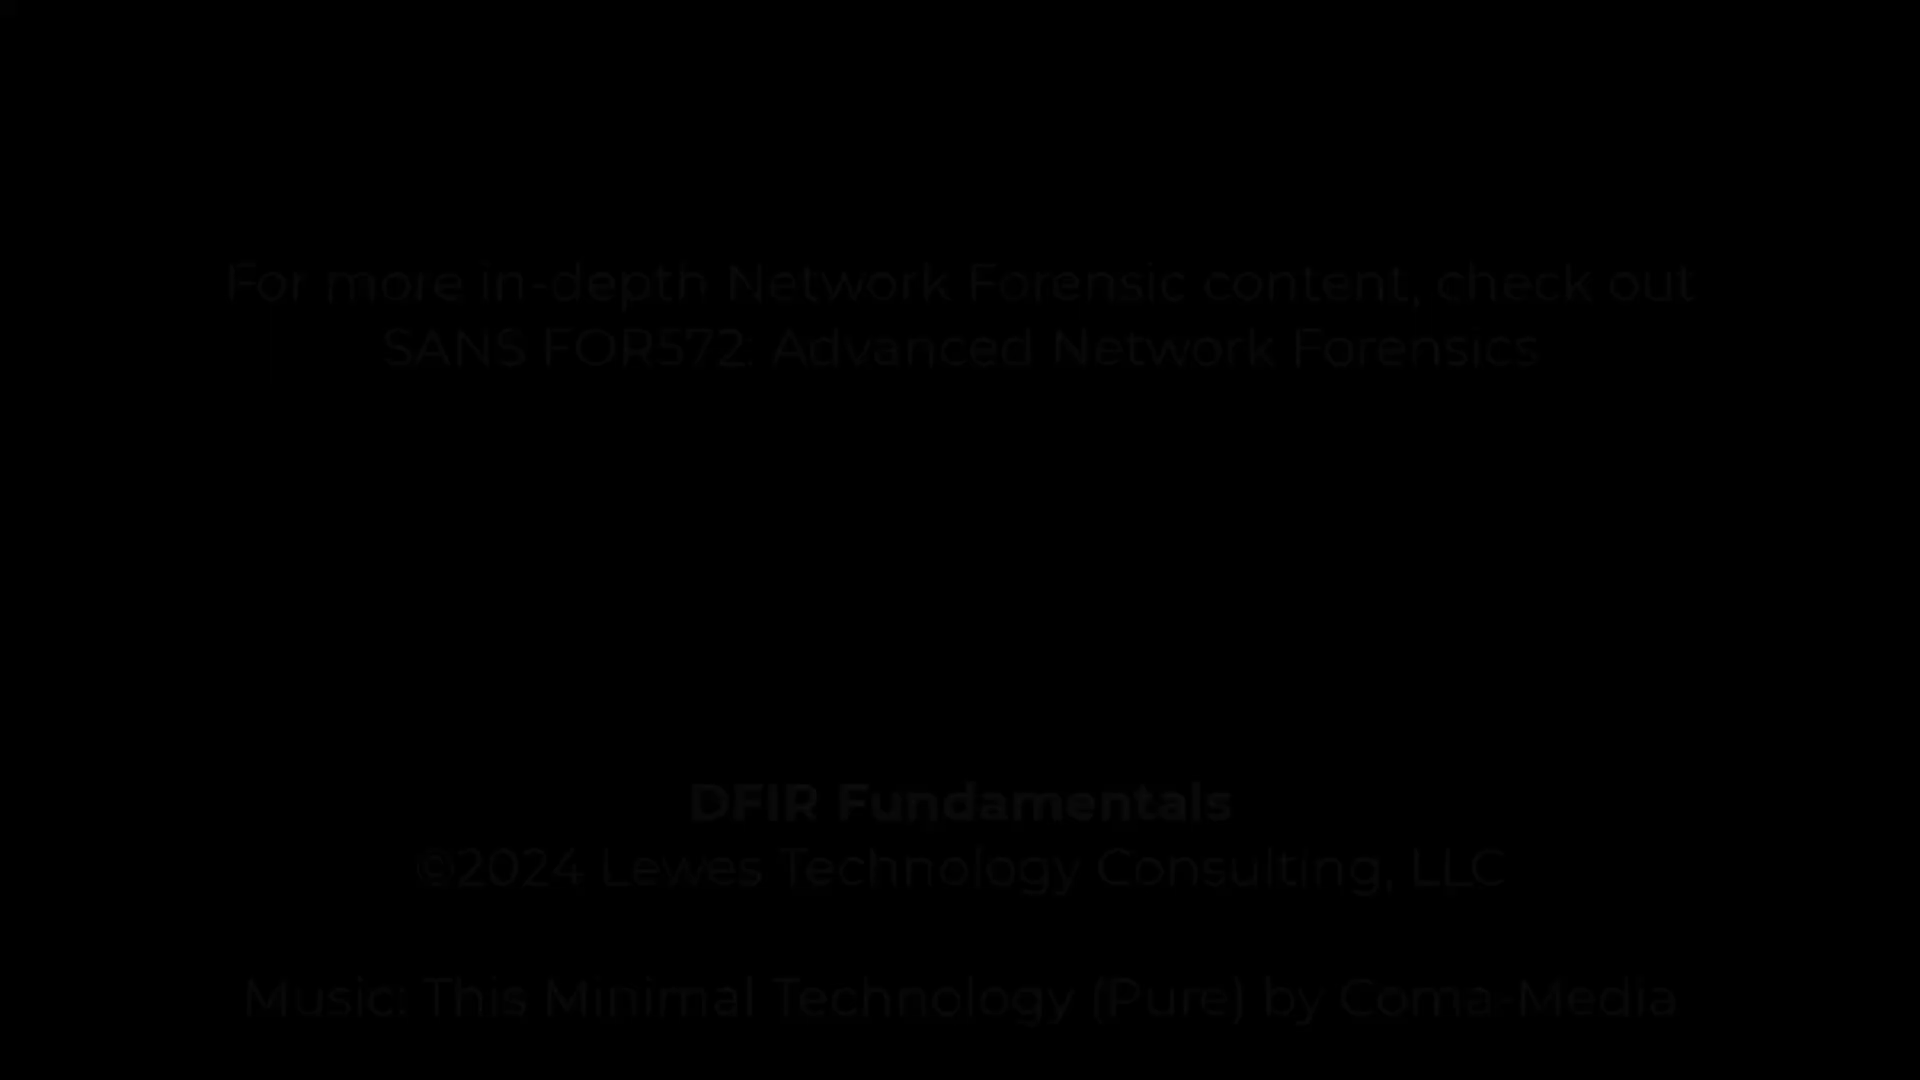 For more in-depth Network Forensic content, check out
SANS FOR572: Advanced Network Forensics
DFIR Fundamentals
©2024 Lewes Technology Consulting, LLC
Music: This Minimal Technology (Pure) by Coma-Media